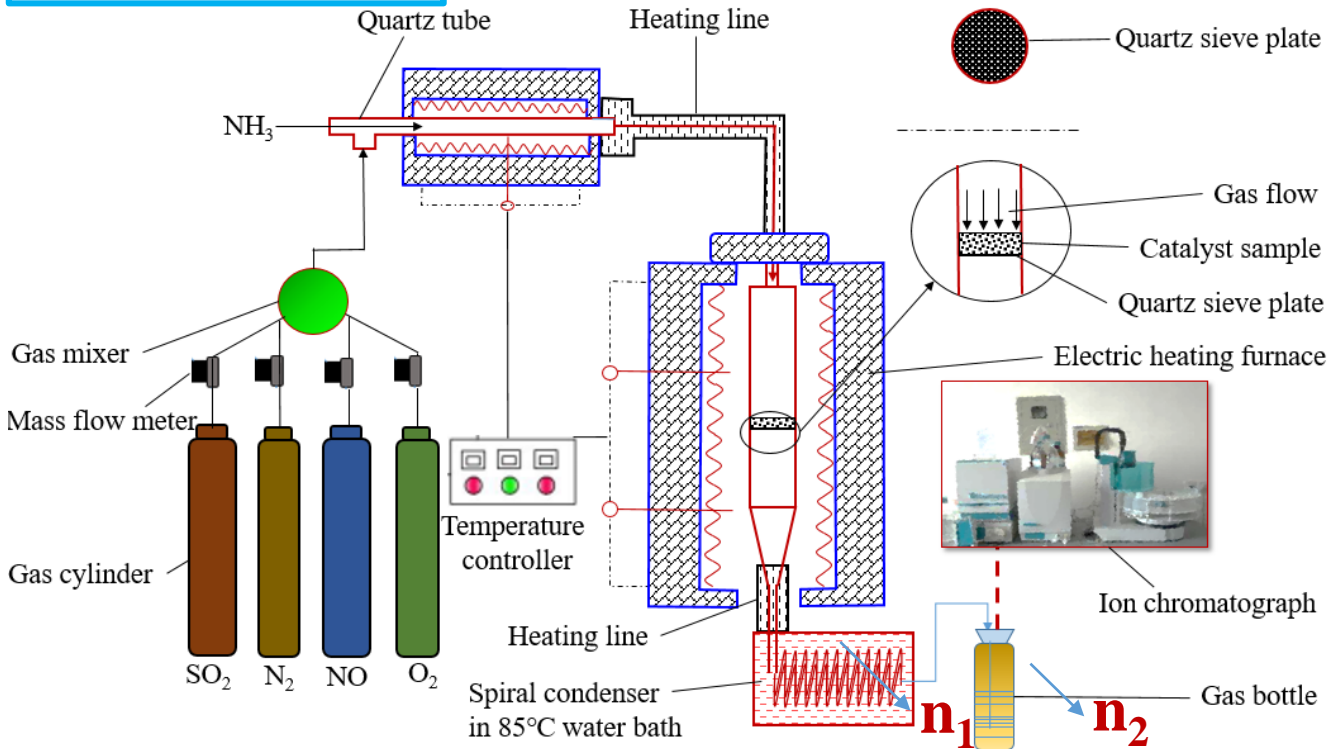 Quartz tube
Heating line
Quartz sieve plate
NH3
Gas flow
Catalyst sample
Quartz sieve plate
Gas mixer
Electric heating furnace
Mass flow meter
Temperature
controller
Gas cylinder
Ion chromatograph
Heating line
SO2
N2
NO
O2
Spiral condenser
in 85°C water bath
n1
n2
Gas bottle